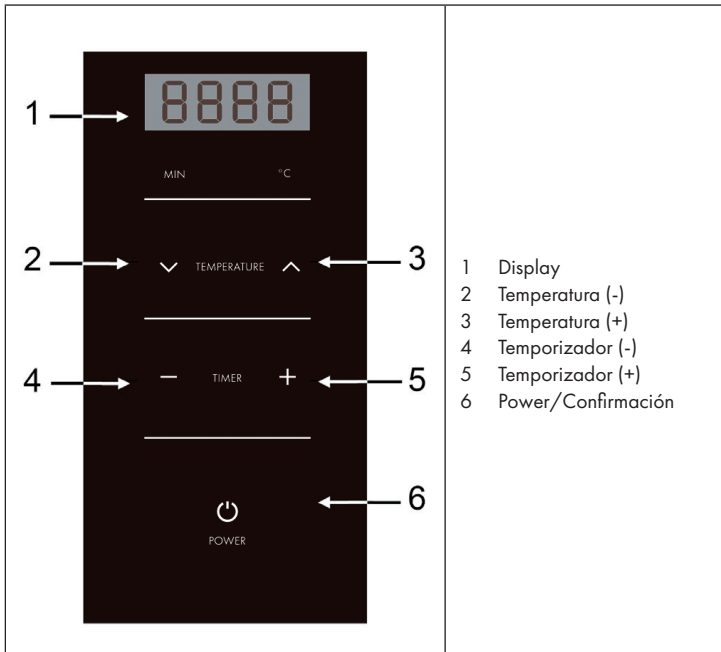 1
8888
MIN °C
2
TEMPERATURE
3
4
− TIMER +
5
6
POWER
1 Display
2 Temperatura (-)
3 Temperatura (+)
4 Temporizador (-)
5 Temporizador (+)
6 Power/Confirmación